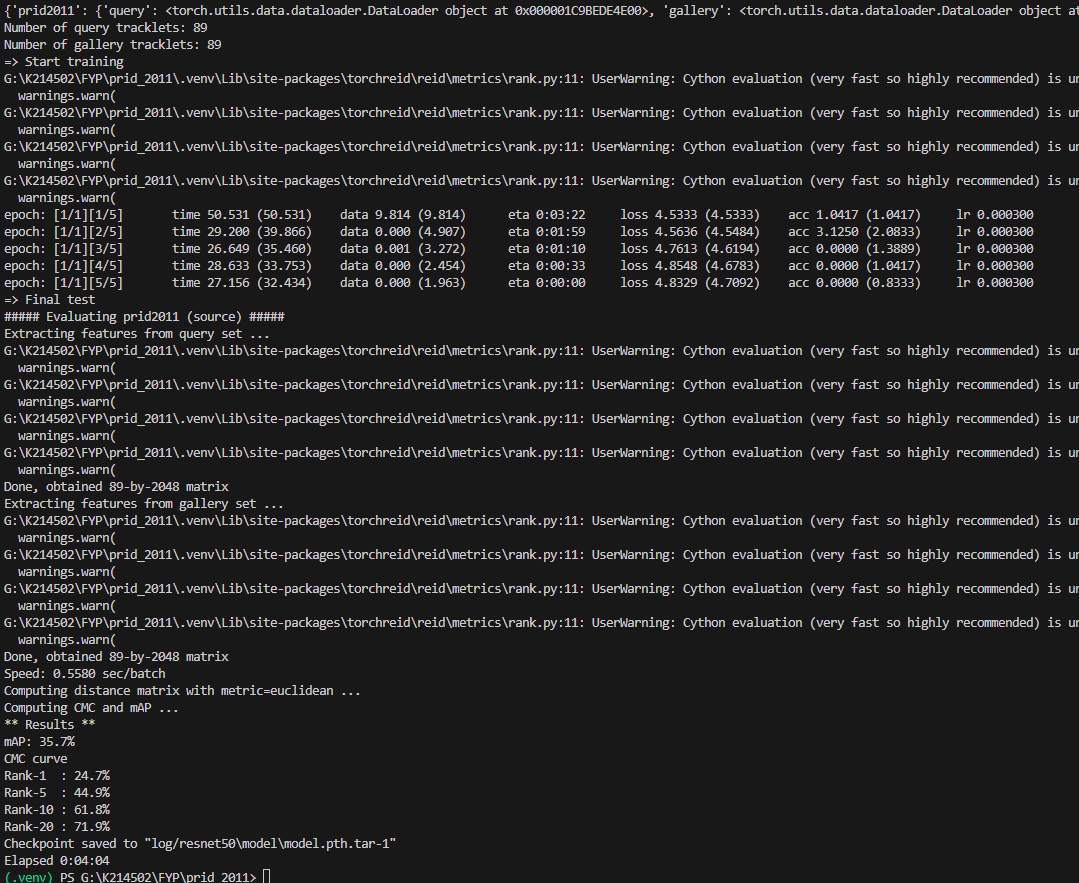 {'prid2011': {'query': <torch.utils.data.dataloader.DataLoader object at 0x000001C9BEDE4E00>, 'gallery': <torch.utils.data.dataloader.DataLoader object at
Number of query tracklets: 89
Number of gallery tracklets: 89
=> Start training
G:\K214502\FYP\prid_2011\.venv\Lib\site-packages\torchreid\reid\metrics\rank.py:11: UserWarning: Cython evaluation (very fast so highly recommended) is un
  warnings.warn(
G:\K214502\FYP\prid_2011\.venv\Lib\site-packages\torchreid\reid\metrics\rank.py:11: UserWarning: Cython evaluation (very fast so highly recommended) is un
  warnings.warn(
G:\K214502\FYP\prid_2011\.venv\Lib\site-packages\torchreid\reid\metrics\rank.py:11: UserWarning: Cython evaluation (very fast so highly recommended) is un
  warnings.warn(
G:\K214502\FYP\prid_2011\.venv\Lib\site-packages\torchreid\reid\metrics\rank.py:11: UserWarning: Cython evaluation (very fast so highly recommended) is un
  warnings.warn(
epoch: [1/1][1/5]	time 50.531 (50.531)	data 9.814 (9.814)	eta 0:03:22	loss 4.5333 (4.5333)	acc 1.0417 (1.0417)	lr 0.000300
epoch: [1/1][2/5]	time 29.200 (39.866)	data 0.000 (4.907)	eta 0:01:59	loss 4.5636 (4.5484)	acc 3.1250 (2.0833)	lr 0.000300
epoch: [1/1][3/5]	time 26.649 (35.460)	data 0.001 (3.272)	eta 0:01:10	loss 4.7613 (4.6194)	acc 0.0000 (1.3889)	lr 0.000300
epoch: [1/1][4/5]	time 28.633 (33.753)	data 0.000 (2.454)	eta 0:00:33	loss 4.8548 (4.6783)	acc 0.0000 (1.0417)	lr 0.000300
epoch: [1/1][5/5]	time 27.156 (32.434)	data 0.000 (1.963)	eta 0:00:00	loss 4.8329 (4.7092)	acc 0.0000 (0.8333)	lr 0.000300
=> Final test
##### Evaluating prid2011 (source) #####
Extracting features from query set ...
G:\K214502\FYP\prid_2011\.venv\Lib\site-packages\torchreid\reid\metrics\rank.py:11: UserWarning: Cython evaluation (very fast so highly recommended) is un
  warnings.warn(
G:\K214502\FYP\prid_2011\.venv\Lib\site-packages\torchreid\reid\metrics\rank.py:11: UserWarning: Cython evaluation (very fast so highly recommended) is un
  warnings.warn(
G:\K214502\FYP\prid_2011\.venv\Lib\site-packages\torchreid\reid\metrics\rank.py:11: UserWarning: Cython evaluation (very fast so highly recommended) is un
  warnings.warn(
G:\K214502\FYP\prid_2011\.venv\Lib\site-packages\torchreid\reid\metrics\rank.py:11: UserWarning: Cython evaluation (very fast so highly recommended) is un
  warnings.warn(
Done, obtained 89-by-2048 matrix
Extracting features from gallery set ...
G:\K214502\FYP\prid_2011\.venv\Lib\site-packages\torchreid\reid\metrics\rank.py:11: UserWarning: Cython evaluation (very fast so highly recommended) is un
  warnings.warn(
G:\K214502\FYP\prid_2011\.venv\Lib\site-packages\torchreid\reid\metrics\rank.py:11: UserWarning: Cython evaluation (very fast so highly recommended) is un
  warnings.warn(
G:\K214502\FYP\prid_2011\.venv\Lib\site-packages\torchreid\reid\metrics\rank.py:11: UserWarning: Cython evaluation (very fast so highly recommended) is un
  warnings.warn(
G:\K214502\FYP\prid_2011\.venv\Lib\site-packages\torchreid\reid\metrics\rank.py:11: UserWarning: Cython evaluation (very fast so highly recommended) is un
  warnings.warn(
Done, obtained 89-by-2048 matrix
Speed: 0.5580 sec/batch
Computing distance matrix with metric=euclidean ...
Computing CMC and mAP ...
** Results **
mAP: 35.7%
CMC curve
Rank-1  : 24.7%
Rank-5  : 44.9%
Rank-10 : 61.8%
Rank-20 : 71.9%
Checkpoint saved to "log/resnet50\model\model.pth.tar-1"
Elapsed 0:04:04
(.venv) PS G:\K214502\FYP\prid_2011>